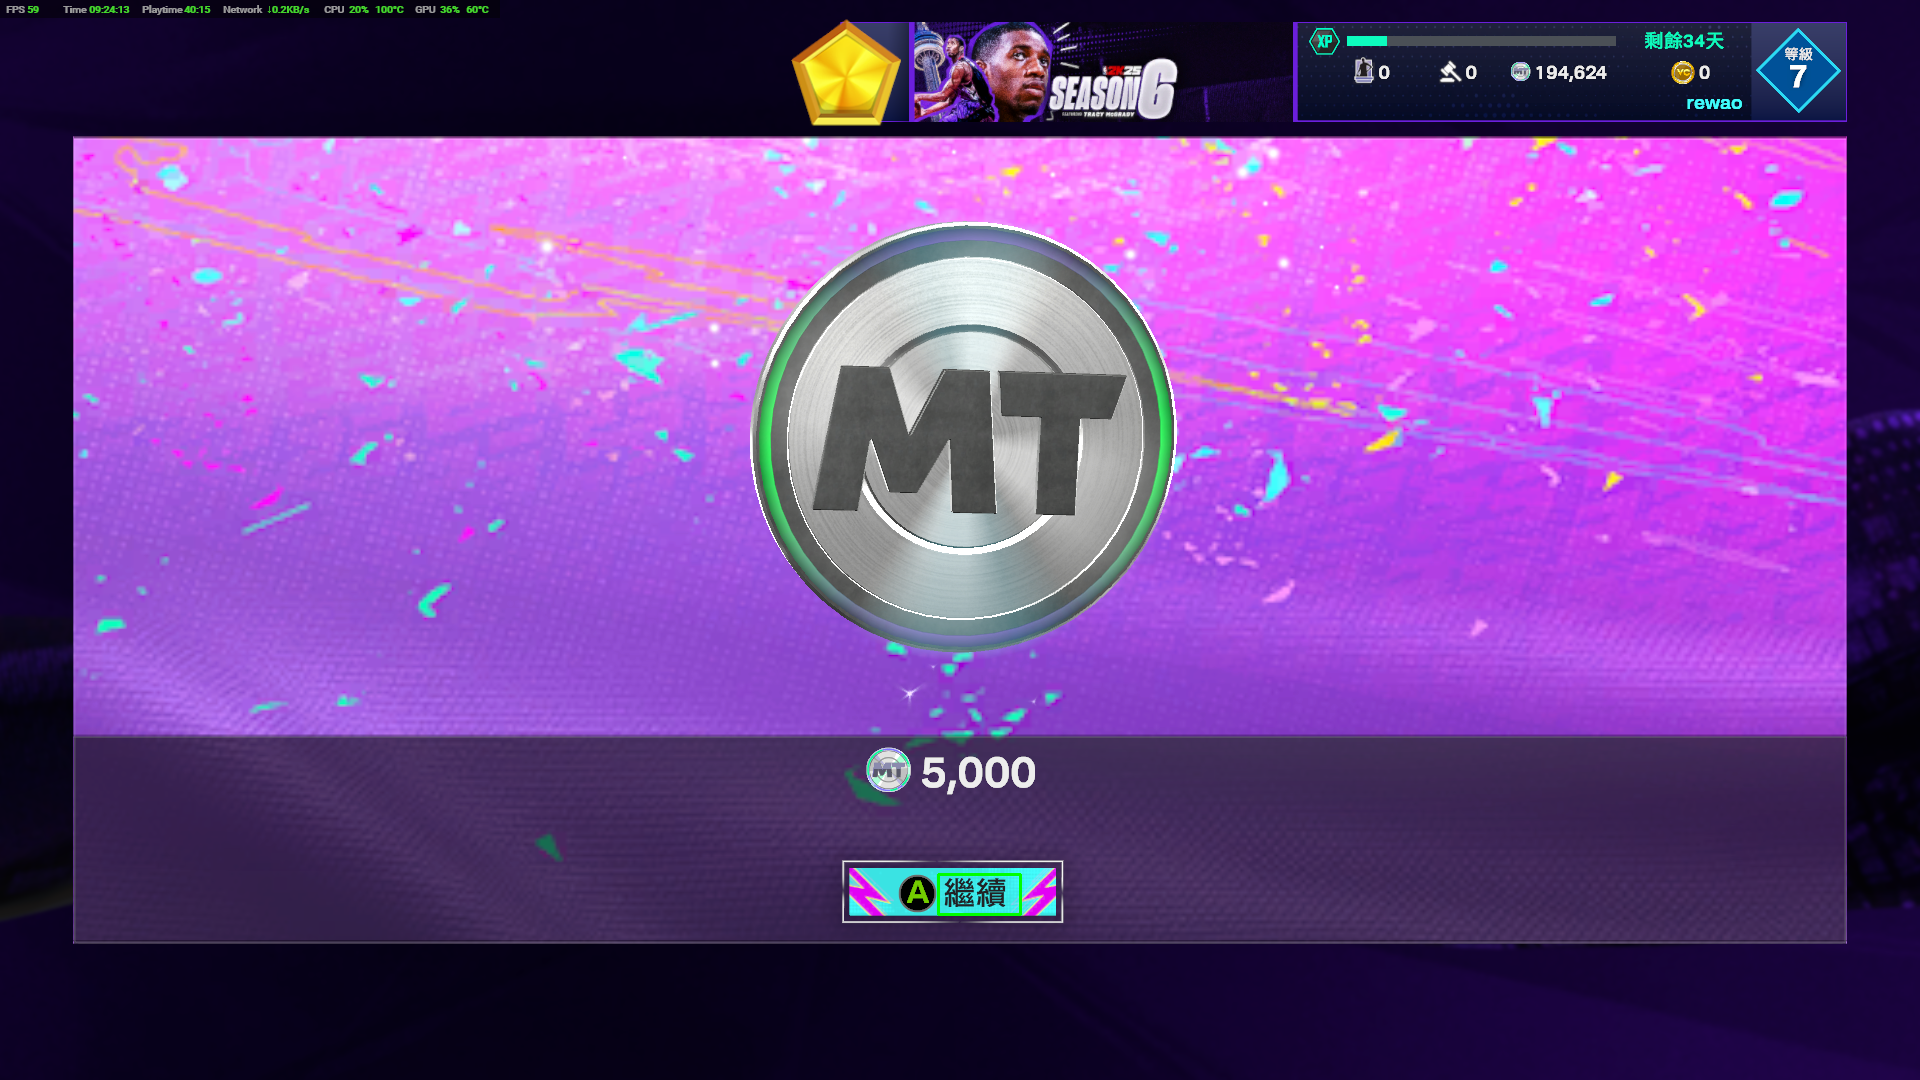 FPS 59 Time 09:24:13 Playtime 40:15 Network ↓0.2KB/s CPU 20% 100°C GPU 36% 60°C
2K25
SEASON 6
FEATURING TRACY McGRADY
XP 剩餘34天
0 0 MT 194,624 VC 0
rewao
等級
7
MT
MT 5,000
A 繼續